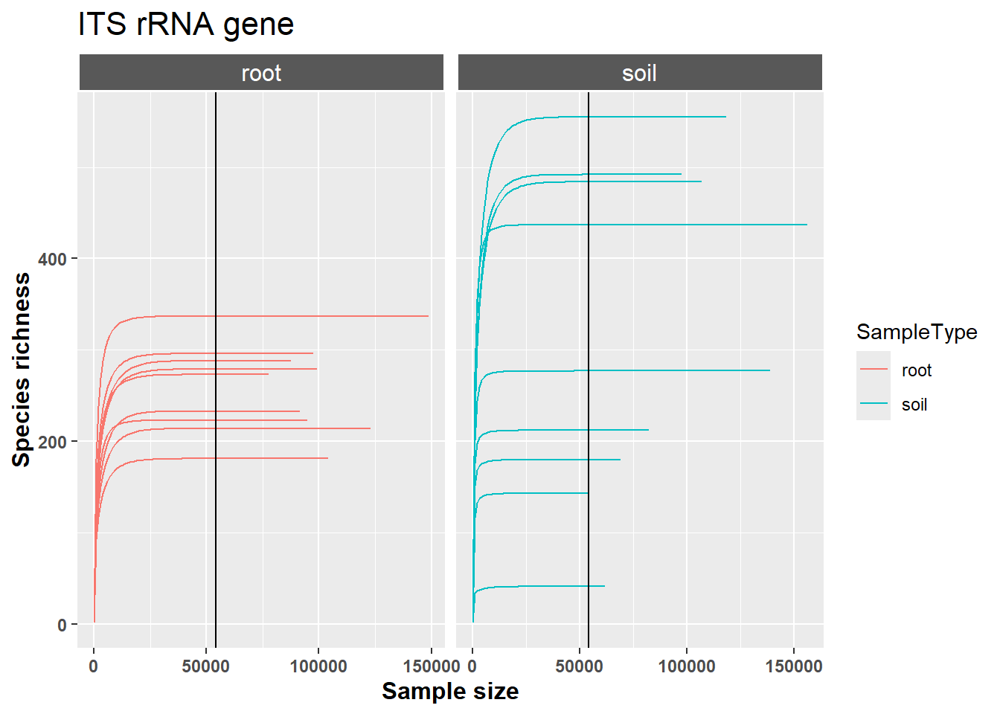 ITS rRNA gene
root
soil
Species richness
400
200
0
0
50000
100000
150000
0
50000
100000
150000
Sample size
SampleType
root
soil